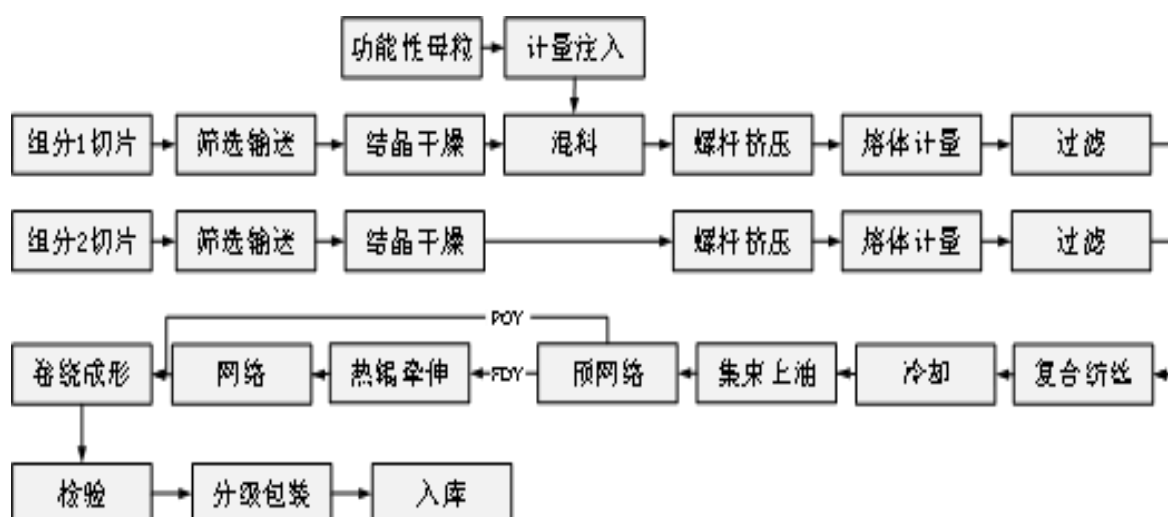 功能性母粒 计量注入
组分1切片 筛选输送 结晶干燥 混料 螺杆挤压 熔体计量 过滤
组分2切片 筛选输送 结晶干燥 螺杆挤压 熔体计量 过滤
POY
卷绕成形 网络 热辊牵伸 FDY 预网络 集束上油 冷却 复合纺丝
检验 分级包装 入库